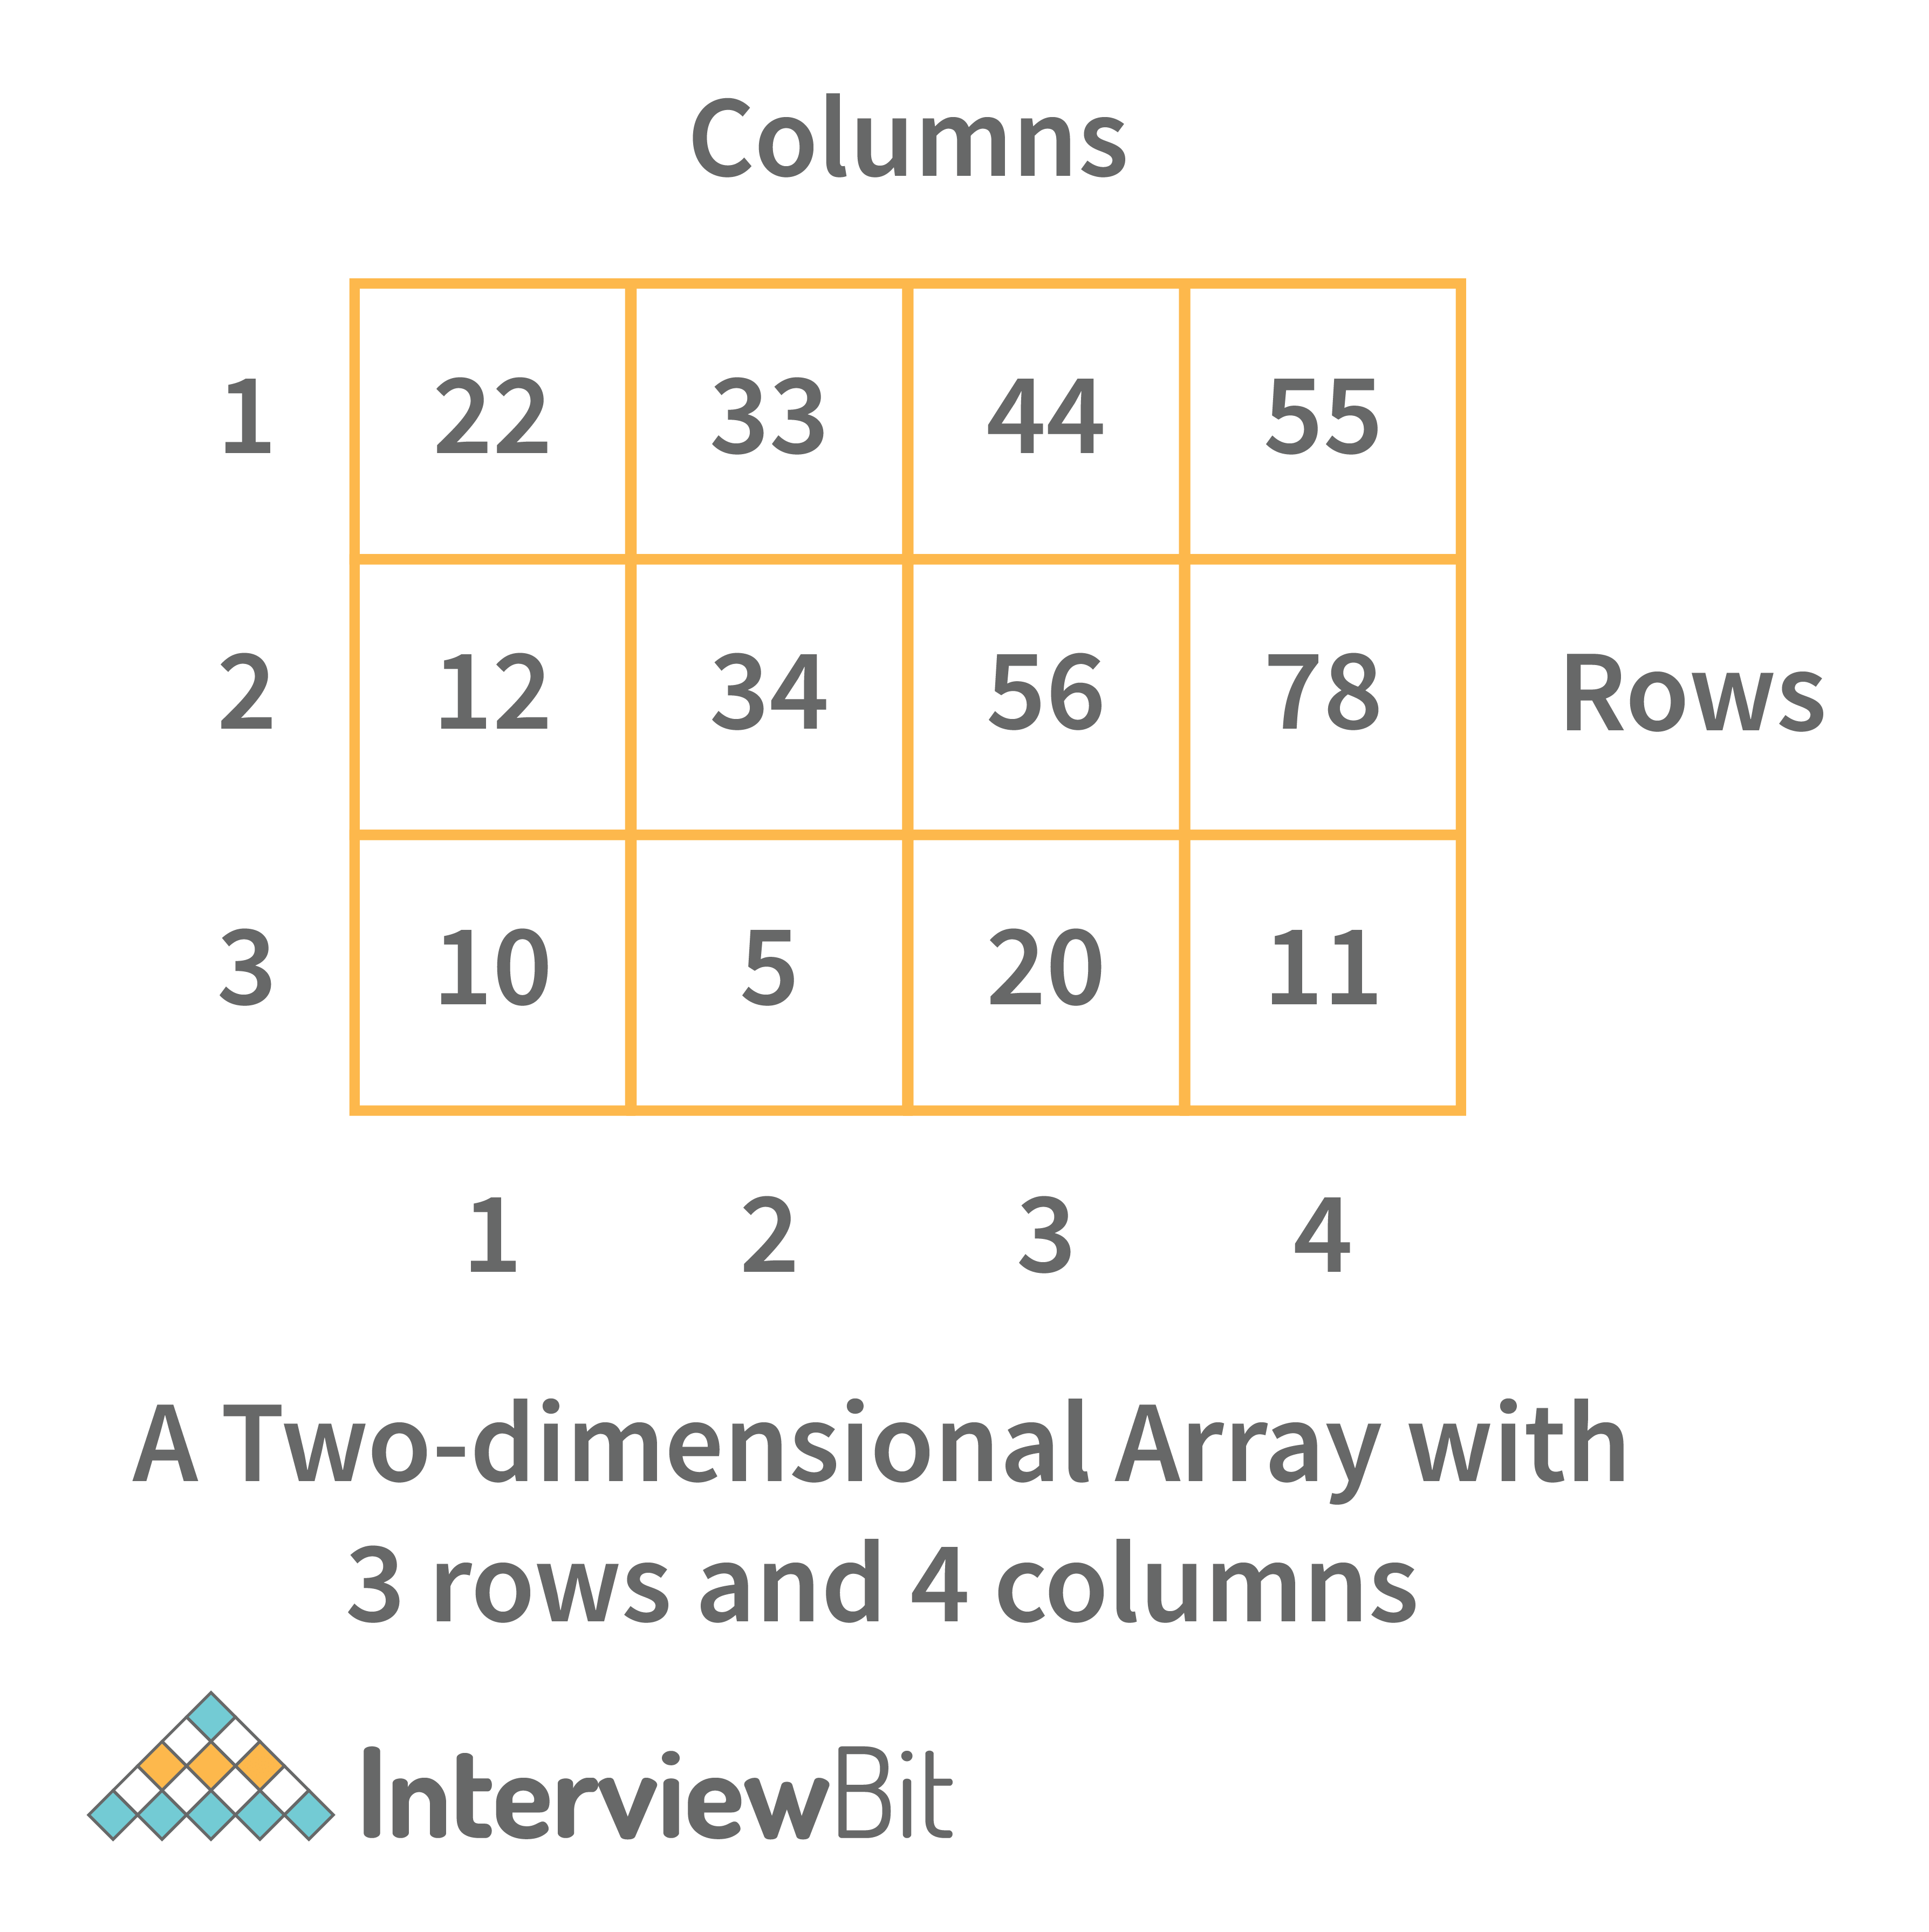 Columns
1 22 33 44 55
2 12 34 56 78 Rows
3 10 5 20 11
1 2 3 4
A Two-dimensional Array with
3 rows and 4 columns
InterviewBit